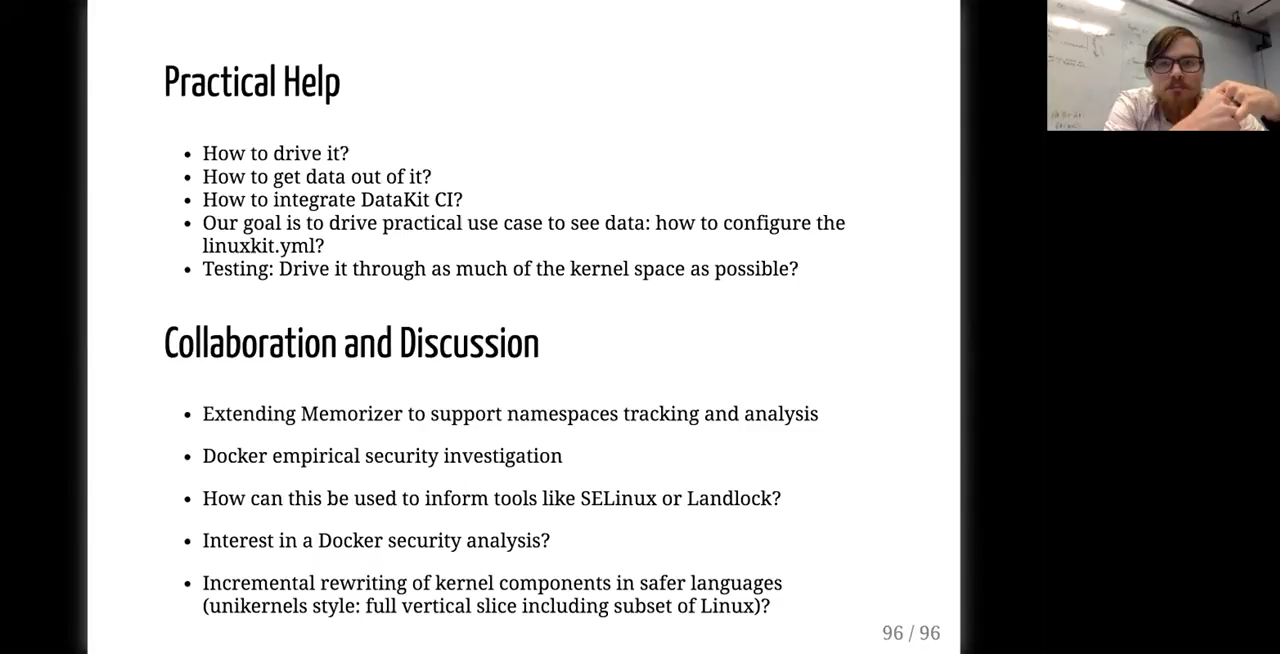 Practical Help
• How to drive it?
• How to get data out of it?
• How to integrate DataKit CI?
• Our goal is to drive practical use case to see data: how to configure the
linuxkit.yml?
• Testing: Drive it through as much of the kernel space as possible?
Collaboration and Discussion
• Extending Memorizer to support namespaces tracking and analysis
• Docker empirical security investigation
• How can this be used to inform tools like SELinux or Landlock?
• Interest in a Docker security analysis?
• Incremental rewriting of kernel components in safer languages
(unikernels style: full vertical slice including subset of Linux)?
96 / 96